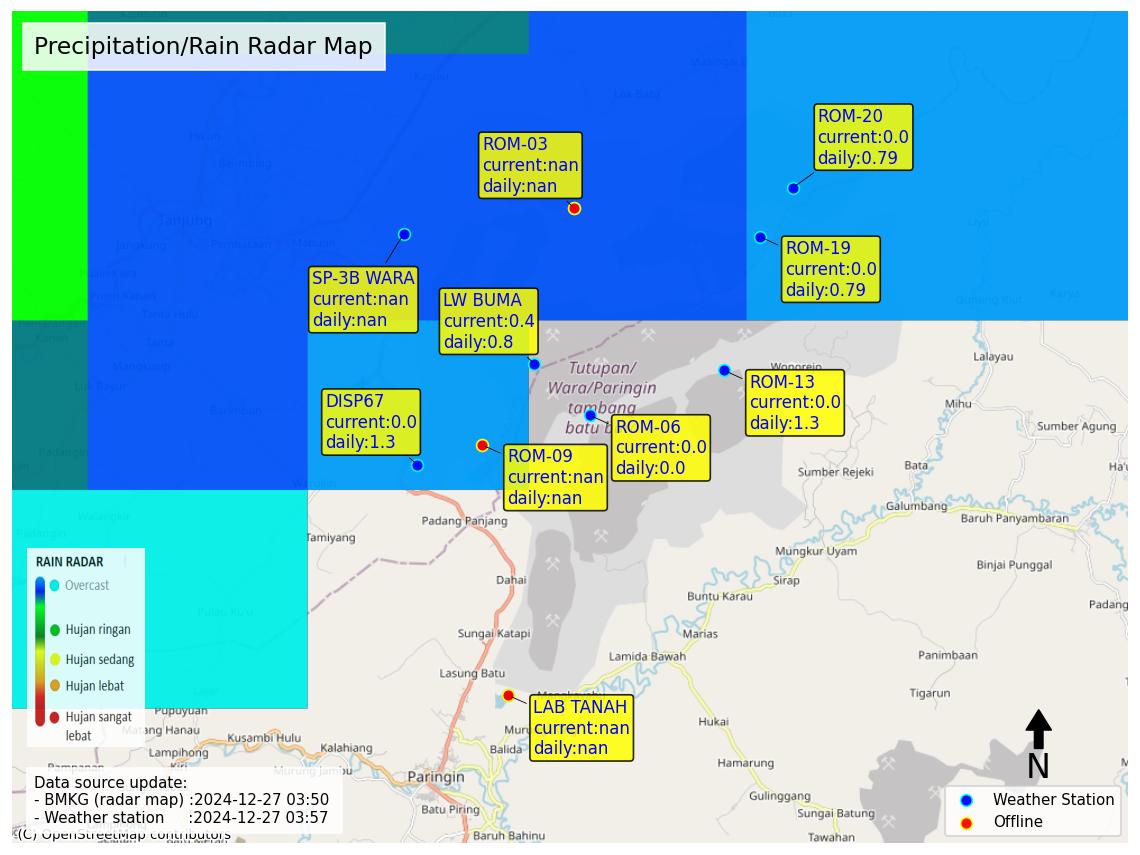 Precipitation/Rain Radar Map
ROM-20
current:0.0
daily:0.79
ROM-03
current:nan
daily:nan
ROM-19
current:0.0
daily:0.79
SP-3B WARA
current:nan
daily:nan
LW BUMA
current:0.4
daily:0.8
Tanjung
Lalayau
Tutupan/
Wara/Paringin
tambang
ROM-13
current:0.0
daily:1.3
DISP67
current:0.0
daily:1.3
ROM-06
current:0.0
daily:0.0
Mihu
Sumber Agung
ROM-09
current:nan
daily:nan
Sumber Rejeki
Bata
Galumbang
Baruh Panyambaran
Padang Panjang
Tamiyang
Mungkur Uyam
Binjai Punggal
Dahai
Sirap
Buntu Karau
RAIN RADAR
Overcast
Hujan ringan
Hujan sedang
Hujan lebat
Hujan sangat
lebat
Sungai Katapi
Marias
Lamida Bawah
Panimbaan
Lasung Batu
Tigarun
LAB TANAH
current:nan
daily:nan
Pupuyuan
Matang Hanau
Hukai
Kusambi Hulu
Kalahiang
Balida
Lampihong
Murung Jambu
Paringin
Hamarung
N
Batu Piring
Gulinggang
Sungai Batung
Baruh Bahinu
Tawahan
Data source update:
- BMKG (radar map) :2024-12-27 03:50
- Weather station :2024-12-27 03:57
(C) OpenStreetMap contributors
Weather Station
Offline